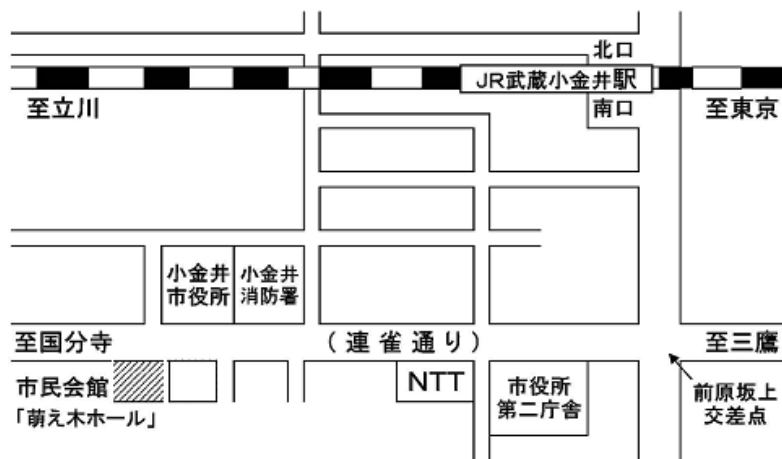 北口
JR武蔵小金井駅
至立川
南口
至東京
小金井
市役所
小金井
消防署
至国分寺
(連雀通り)
至三鷹
市民会館
「萌え木ホール」
NTT
市役所
第二庁舎
前原坂上
交差点